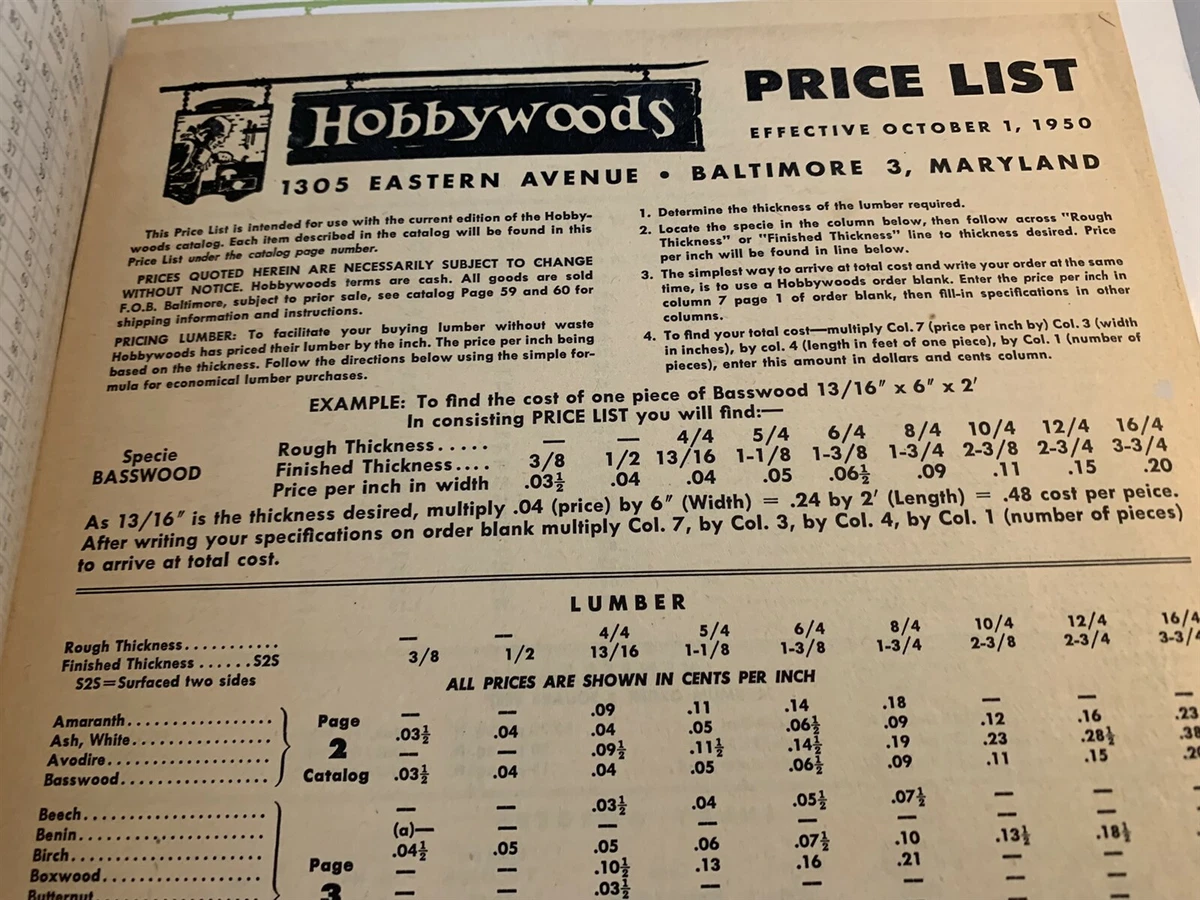 Hobbywoods
PRICE LIST
EFFECTIVE OCTOBER 1, 1950
1305 EASTERN AVENUE • BALTIMORE 3, MARYLAND
This Price List is intended for use with the current edition of the Hobby-
woods catalog. Each item described in the catalog will be found in this
Price List under the catalog page number.
PRICES QUOTED HEREIN ARE NECESSARILY SUBJECT TO CHANGE
WITHOUT NOTICE. Hobbywoods terms are cash. All goods are sold
F.O.B. Baltimore, subject to prior sale, see catalog Page 59 and 60 for
shipping information and instructions.
PRICING LUMBER: To facilitate your buying lumber without waste
Hobbywoods has priced their lumber by the inch. The price per inch being
based on the thickness. Follow the directions below using the simple for-
mula for economical lumber purchases.
1. Determine the thickness of the lumber required.
2. Locate the specie in the column below, then follow across "Rough
Thickness" or "Finished Thickness" line to thickness desired. Price
per inch will be found in line below.
3. The simplest way to arrive at total cost and write your order at the same
time, is to use a Hobbywoods order blank. Enter the price per inch in
column 7 page 1 of order blank, then fill-in specifications in other
columns.
4. To find your total cost—multiply Col. 7 (price per inch by) Col. 3 (width
in inches), by col. 4 (length in feet of one piece), by Col. 1 (number of
pieces), enter this amount in dollars and cents column.
EXAMPLE: To find the cost of one piece of Basswood 13/16" x 6" x 2'
In consisting PRICE LIST you will find:—
Specie
BASSWOOD
Rough Thickness..... — — 4/4 5/4 6/4 8/4 10/4 12/4 16/4
Finished Thickness.... 3/8 1/2 13/16 1-1/8 1-3/8 1-3/4 2-3/8 2-3/4 3-3/4
Price per inch in width .03½ .04 .04 .05 .06½ .09 .11 .15 .20
As 13/16" is the thickness desired, multiply .04 (price) by 6" (Width) = .24 by 2' (Length) = .48 cost per peice.
After writing your specifications on order blank multiply Col. 7, by Col. 3, by Col. 4, by Col. 1 (number of pieces)
to arrive at total cost.
LUMBER
Rough Thickness........... — — 4/4 5/4 6/4 8/4 10/4 12/4 16/4
Finished Thickness ......S2S 3/8 1/2 13/16 1-1/8 1-3/8 1-3/4 2-3/8 2-3/4 3-3/4
S2S=Surfaced two sides
ALL PRICES ARE SHOWN IN CENTS PER INCH
Page
2
Catalog
Amaranth................. — — .09 .11 .14 .18 — — —
Ash, White................ .03½ .04 .04 .05 .06½ .09 .12 .16 .23
Avodire.................. — — .09½ .11½ .14½ .19 .23 .28½ .38
Basswood................. .03½ .04 .04 .05 .06½ .09 .11 .15 .20
Page
3
Beech..................... — — .03½ .04 .05½ .07½ — —
Benin..................... (a)— — — — — — — —
Birch..................... .04½ .05 .05 .06 .07½ .10 .13½ .18½
Boxwood................... — — .10½ .13 .16 .21 — —
Butternut — — .03½ — — — — —